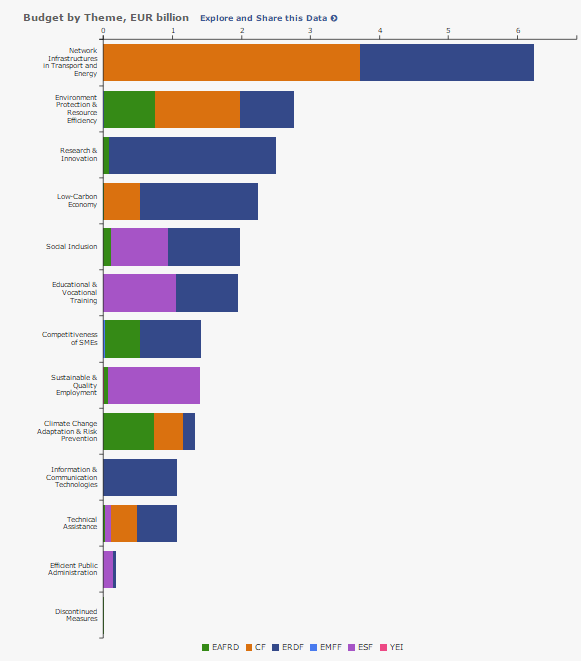 Budget by Theme, EUR billion Explore and Share this Data
0 1 2 3 4 5 6
Network
Infrastructures
in Transport and
Energy
Environment
Protection &
Resource
Efficiency
Research &
Innovation
Low-Carbon
Economy
Social Inclusion
Educational &
Vocational
Training
Competitiveness
of SMEs
Sustainable &
Quality
Employment
Climate Change
Adaptation & Risk
Prevention
Information &
Communication
Technologies
Technical
Assistance
Efficient Public
Administration
Discontinued
Measures
EAFRD CF ERDF EMFF ESF YEI